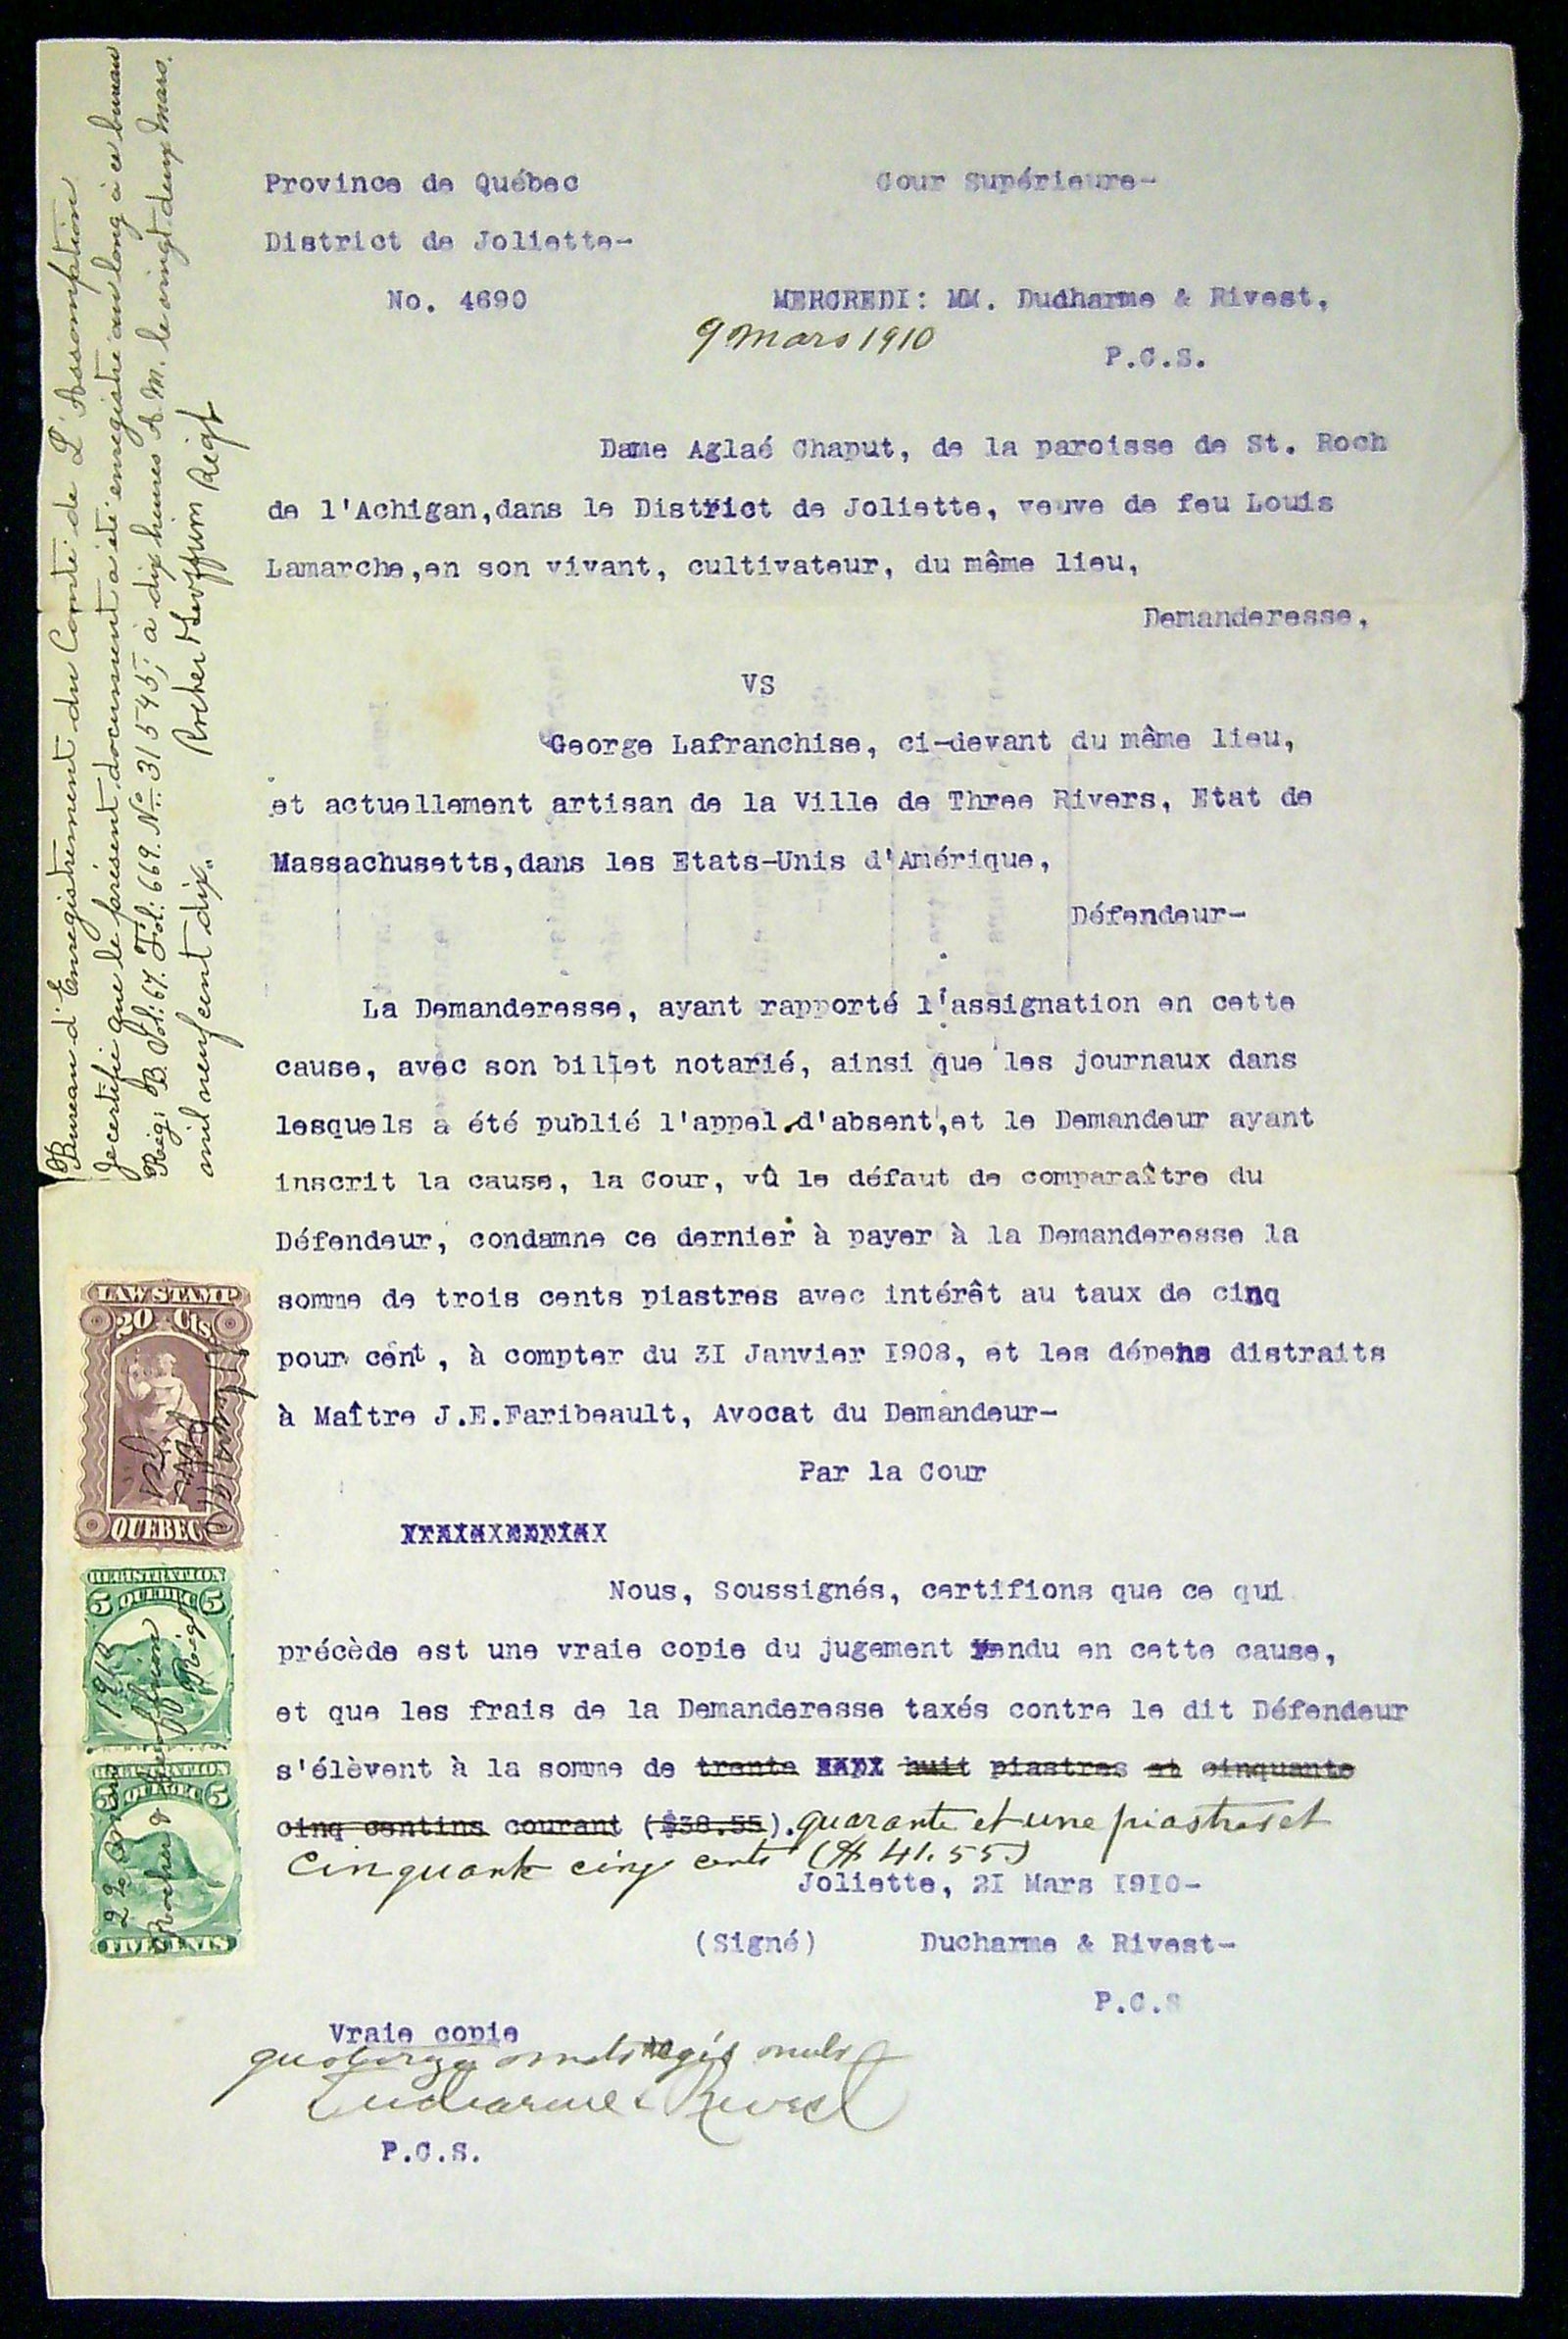 Province de Québec
Cour Supérieure-
District de Joliette-
No. 4690
MERCREDI: MM. Dudharme & Rivest,
9 Mars 1910
P.C.S.
Dame Aglaé Chaput, de la paroisse de St. Roch
de l'Achigan,dans le District de Joliette, veuve de feu Louis
Lamarche,en son vivant, cultivateur, du même lieu,
Demanderesse,
VS
George Lafranchise, ci-devant du même lieu,
et actuellement artisan de la Ville de Three Rivers, Etat de
Massachusetts,dans les Etats-Unis d'Amérique,
Défendeur-
La Demanderesse, ayant rapporté l'assignation en cette
cause, avec son billet notarié, ainsi que les journaux dans
lesquels a été publié l'appel d'absent,et le Demandeur ayant
inscrit la cause, la Cour, vû le défaut de comparaître du
Défendeur, condamne ce dernier à payer à la Demanderesse la
somme de trois cents piastres avec intérêt au taux de cinq
pour cent, à compter du 31 Janvier 1908, et les dépens distraits
à Maître J.E.Faribeault, Avocat du Demandeur-
Par la Cour
Nous, Soussignés, certifions que ce qui
précède est une vraie copie du jugement rendu en cette cause,
et que les frais de la Demanderesse taxés contre le dit Défendeur
s'élèvent à la somme de trente huit piastres et cinquante
cinq centins courant ($38.55). quarante et une piastres et
cinquante cinq cents ($ 41.55)
Joliette, 21 Mars 1910-
(Signé) Ducharme & Rivest-
P.C.S
Vraie copie
mots nuls
Ducharme & Rivest
P.C.S.
Bureau d'Enregistrement du Comté de L'Assomption
Je certifie que le présent document a été enregistré au long à ce bureau
Reg: B. Vol: 67. Fol: 669. No 31545, à dix heures A.M. le vingt deux Mars.
mil neuf cent dix.
Rocher & Regt
LAW STAMP
20 Cts
QUEBEC
REGISTRATION
5 QUEBEC 5
REGISTRATION
5 QUEBEC 5
FIVE CENTS
22
Rocher &
Regt